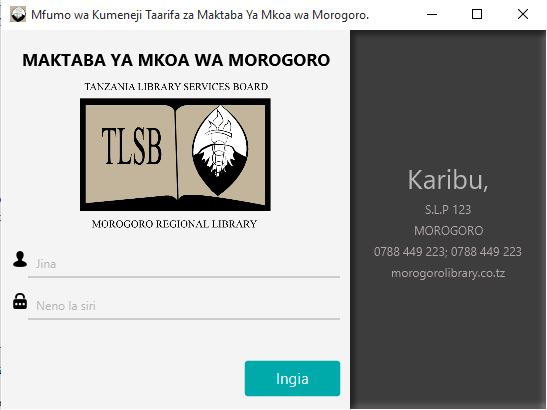 Mfumo wa Kumeneji Taarifa za Maktaba Ya Mkoa wa Morogoro.
MAKTABA YA MKOA WA MOROGORO
TANZANIA LIBRARY SERVICES BOARD
TLSB
MOROGORO REGIONAL LIBRARY
Jina
Neno la siri
Ingia
Karibu,
S.L.P 123
MOROGORO
0788 449 223; 0788 449 223
morogorolibrary.co.tz